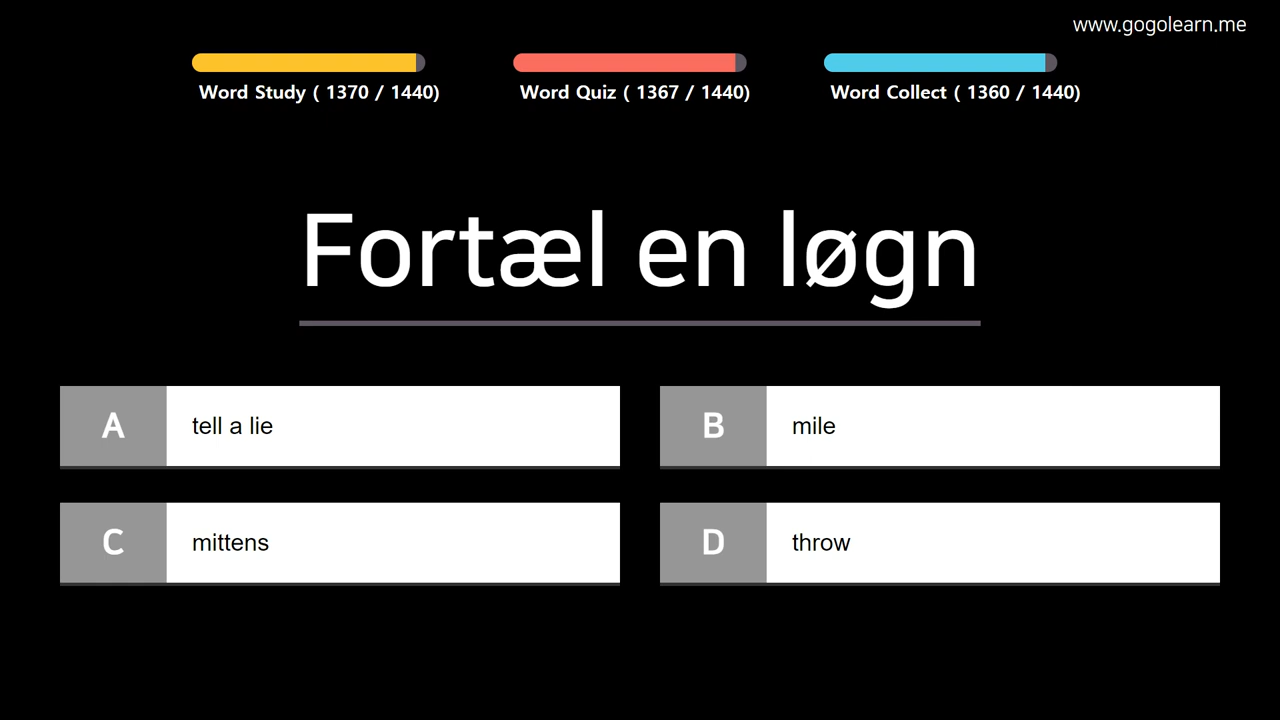 www.gogolearn.me
Word Study ( 1370 / 1440)
Word Quiz ( 1367 / 1440)
Word Collect ( 1360 / 1440)
Fortæl en løgn
A tell a lie
B mile
C mittens
D throw